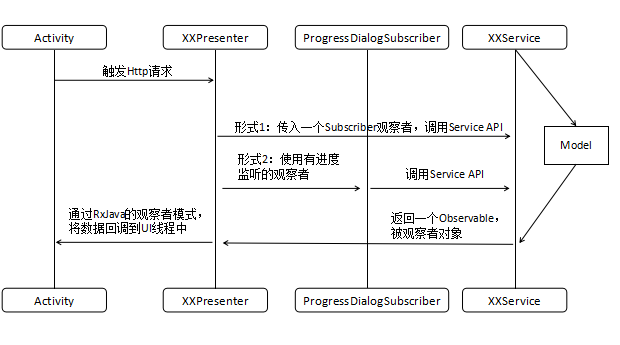 Activity
XXPresenter
ProgressDialogSubscriber
XXService
触发Http请求
形式1：传入一个Subscriber观察者，调用Service API
Model
形式2：使用有进度
监听的观察者
调用Service API
通过RxJava的观察者模式，
将数据回调到UI线程中
返回一个Observable，
被观察者对象
Activity
XXPresenter
ProgressDialogSubscriber
XXService